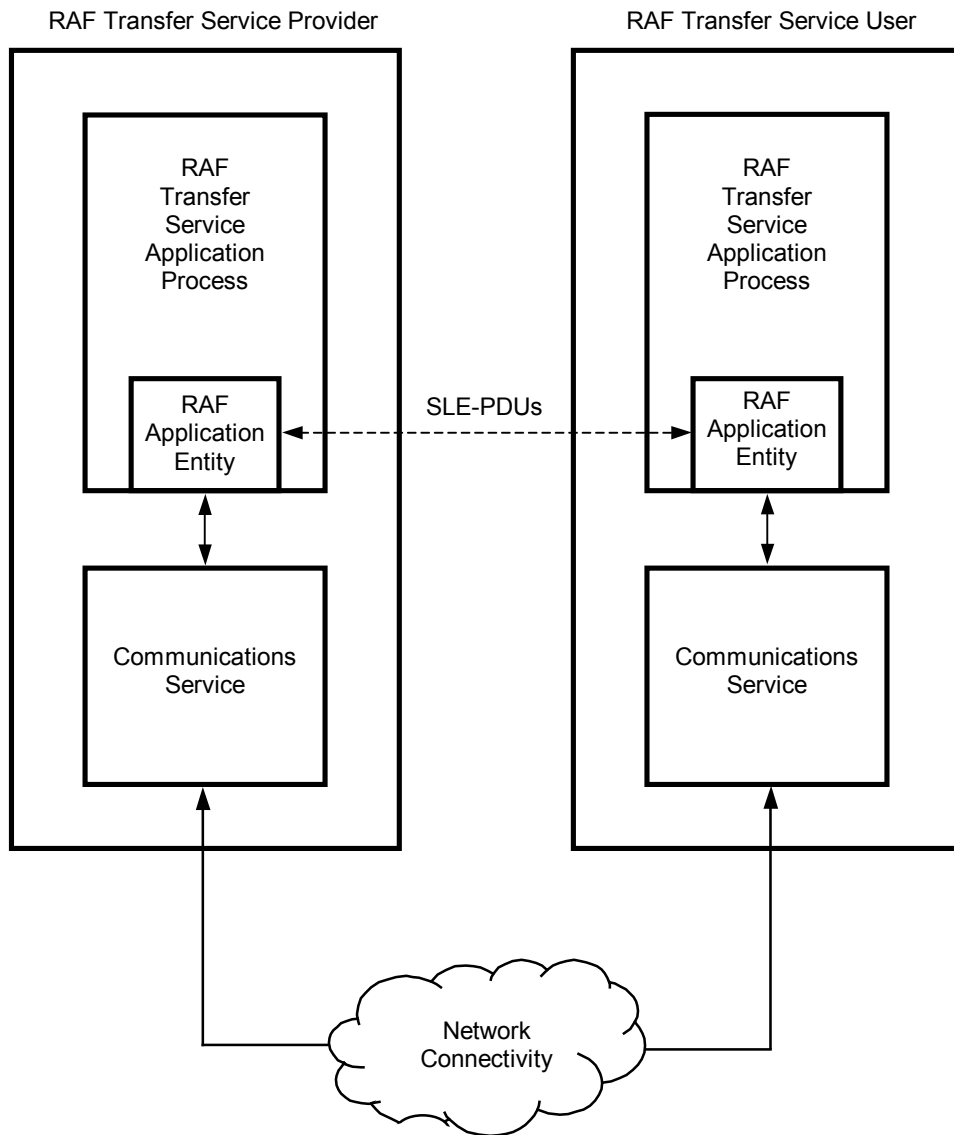 RAF Transfer Service Provider
RAF Transfer Service User
RAF
Transfer
Service
Application
Process
RAF
Transfer
Service
Application
Process
RAF
Application
Entity
SLE-PDUs
RAF
Application
Entity
Communications
Service
Communications
Service
Network
Connectivity